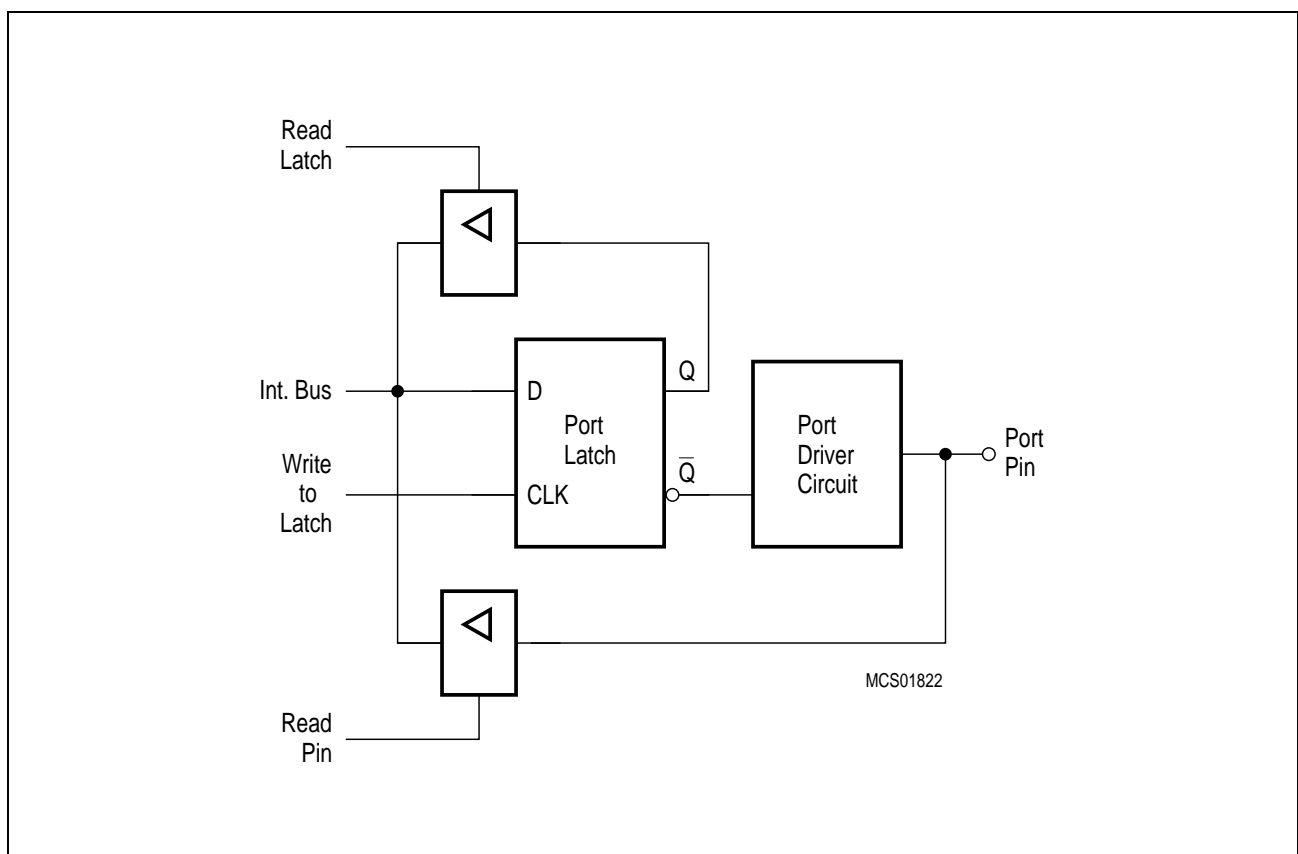 Read
Latch
Int. Bus
D
Q
Port
Latch
Write
to
Latch
CLK
Q̅
Port
Driver
Circuit
Port
Pin
MCS01822
Read
Pin